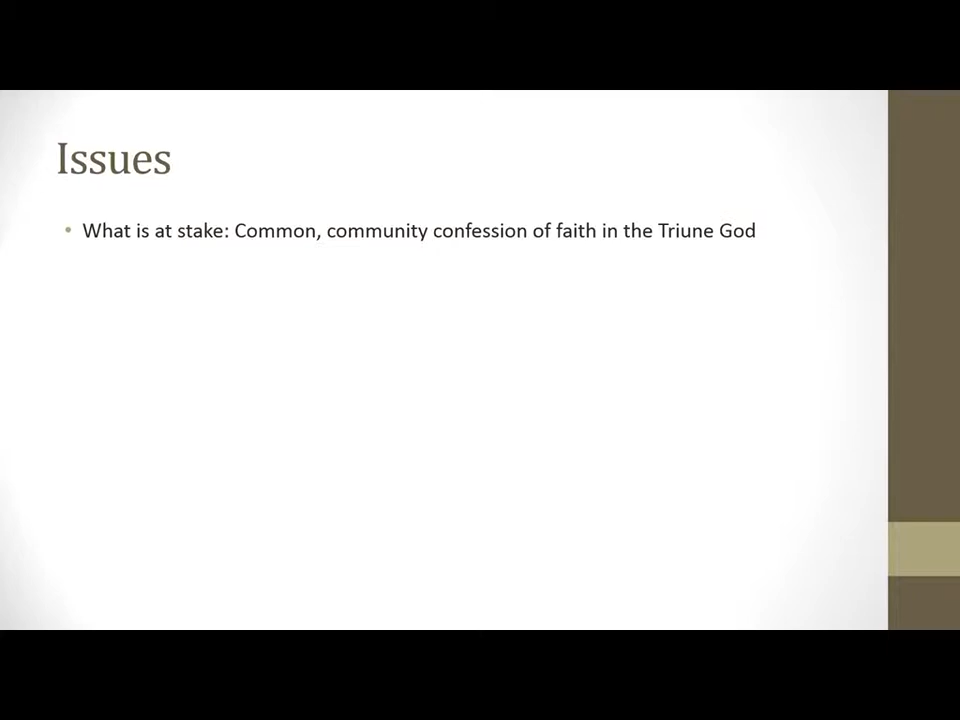 Issues
• What is at stake: Common, community confession of faith in the Triune God